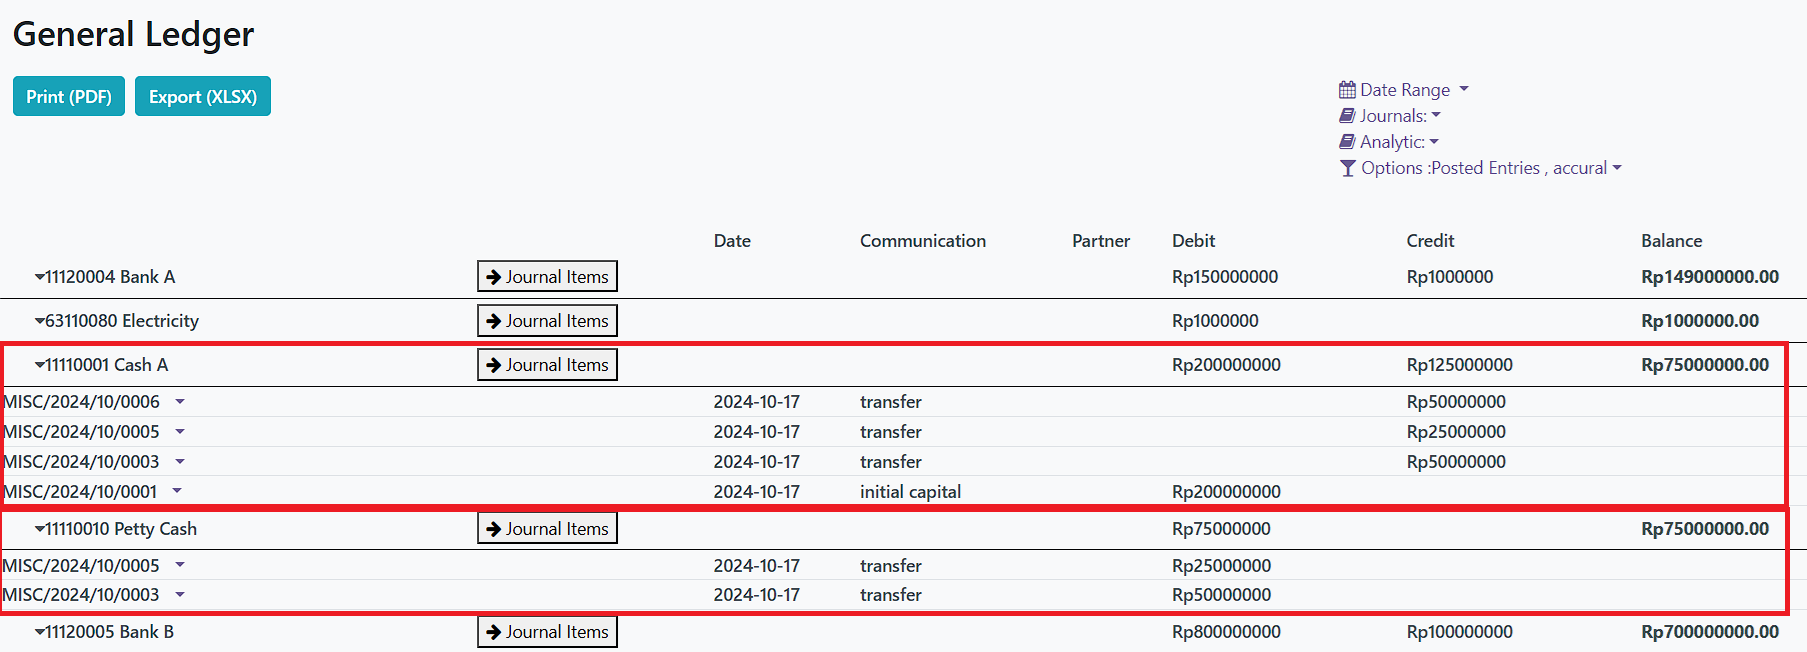 General Ledger
Print (PDF) Export (XLSX)
Date Range
Journals:
Analytic:
Options :Posted Entries , accural
Date Communication Partner Debit Credit Balance
11120004 Bank A Journal Items Rp150000000 Rp1000000 Rp149000000.00
63110080 Electricity Journal Items Rp1000000 Rp1000000.00
11110001 Cash A Journal Items Rp200000000 Rp125000000 Rp75000000.00
MISC/2024/10/0006 2024-10-17 transfer Rp50000000
MISC/2024/10/0005 2024-10-17 transfer Rp25000000
MISC/2024/10/0003 2024-10-17 transfer Rp50000000
MISC/2024/10/0001 2024-10-17 initial capital Rp200000000
11110010 Petty Cash Journal Items Rp75000000 Rp75000000.00
MISC/2024/10/0005 2024-10-17 transfer Rp25000000
MISC/2024/10/0003 2024-10-17 transfer Rp50000000
11120005 Bank B Journal Items Rp800000000 Rp100000000 Rp700000000.00